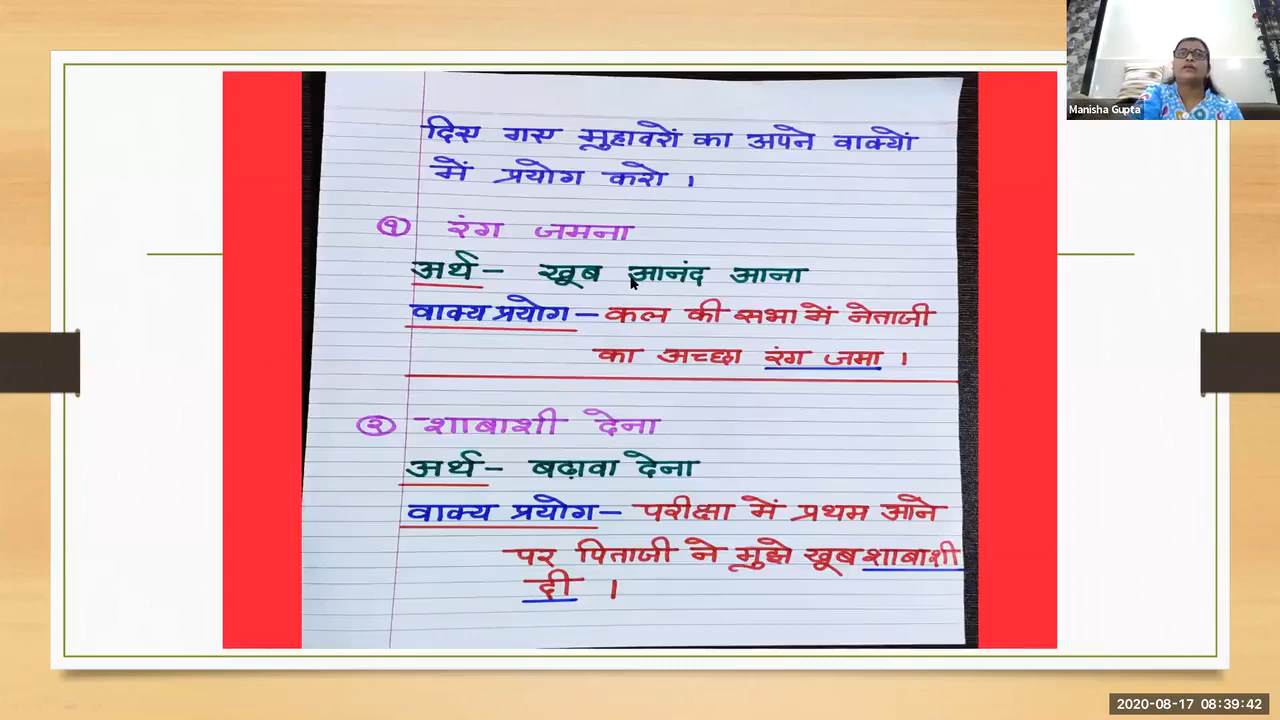 दिए गए मुहावरों का अपने वाक्यों
में प्रयोग करो ।
१ रंग जमना
अर्थ – खूब आनंद आना
वाक्य प्रयोग – कल की सभा में नेताजी
का अच्छा रंग जमा ।
२ शाबाशी देना
अर्थ – बढ़ावा देना
वाक्य प्रयोग – परीक्षा में प्रथम आने
पर पिताजी ने मुझे खूब शाबाशी
दी ।
Manisha Gupta
2020-08-17 08:39:42